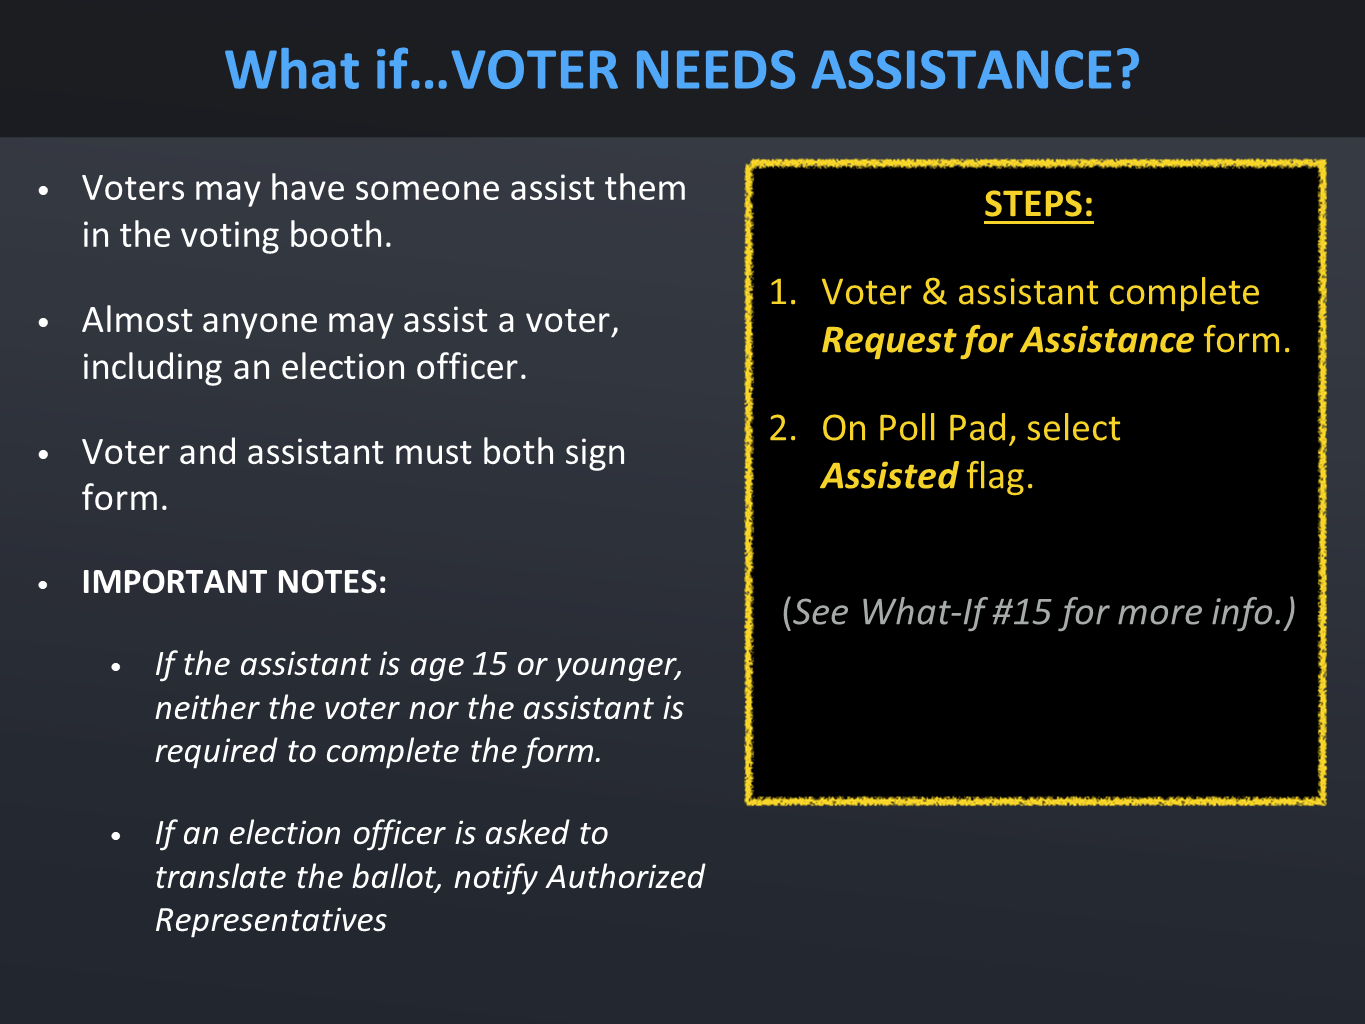 What if…VOTER NEEDS ASSISTANCE?
• Voters may have someone assist them
in the voting booth.
• Almost anyone may assist a voter,
including an election officer.
• Voter and assistant must both sign
form.
• IMPORTANT NOTES:
• If the assistant is age 15 or younger,
neither the voter nor the assistant is
required to complete the form.
• If an election officer is asked to
translate the ballot, notify Authorized
Representatives
STEPS:
1. Voter & assistant complete
Request for Assistance form.
2. On Poll Pad, select
Assisted flag.
(See What-If #15 for more info.)